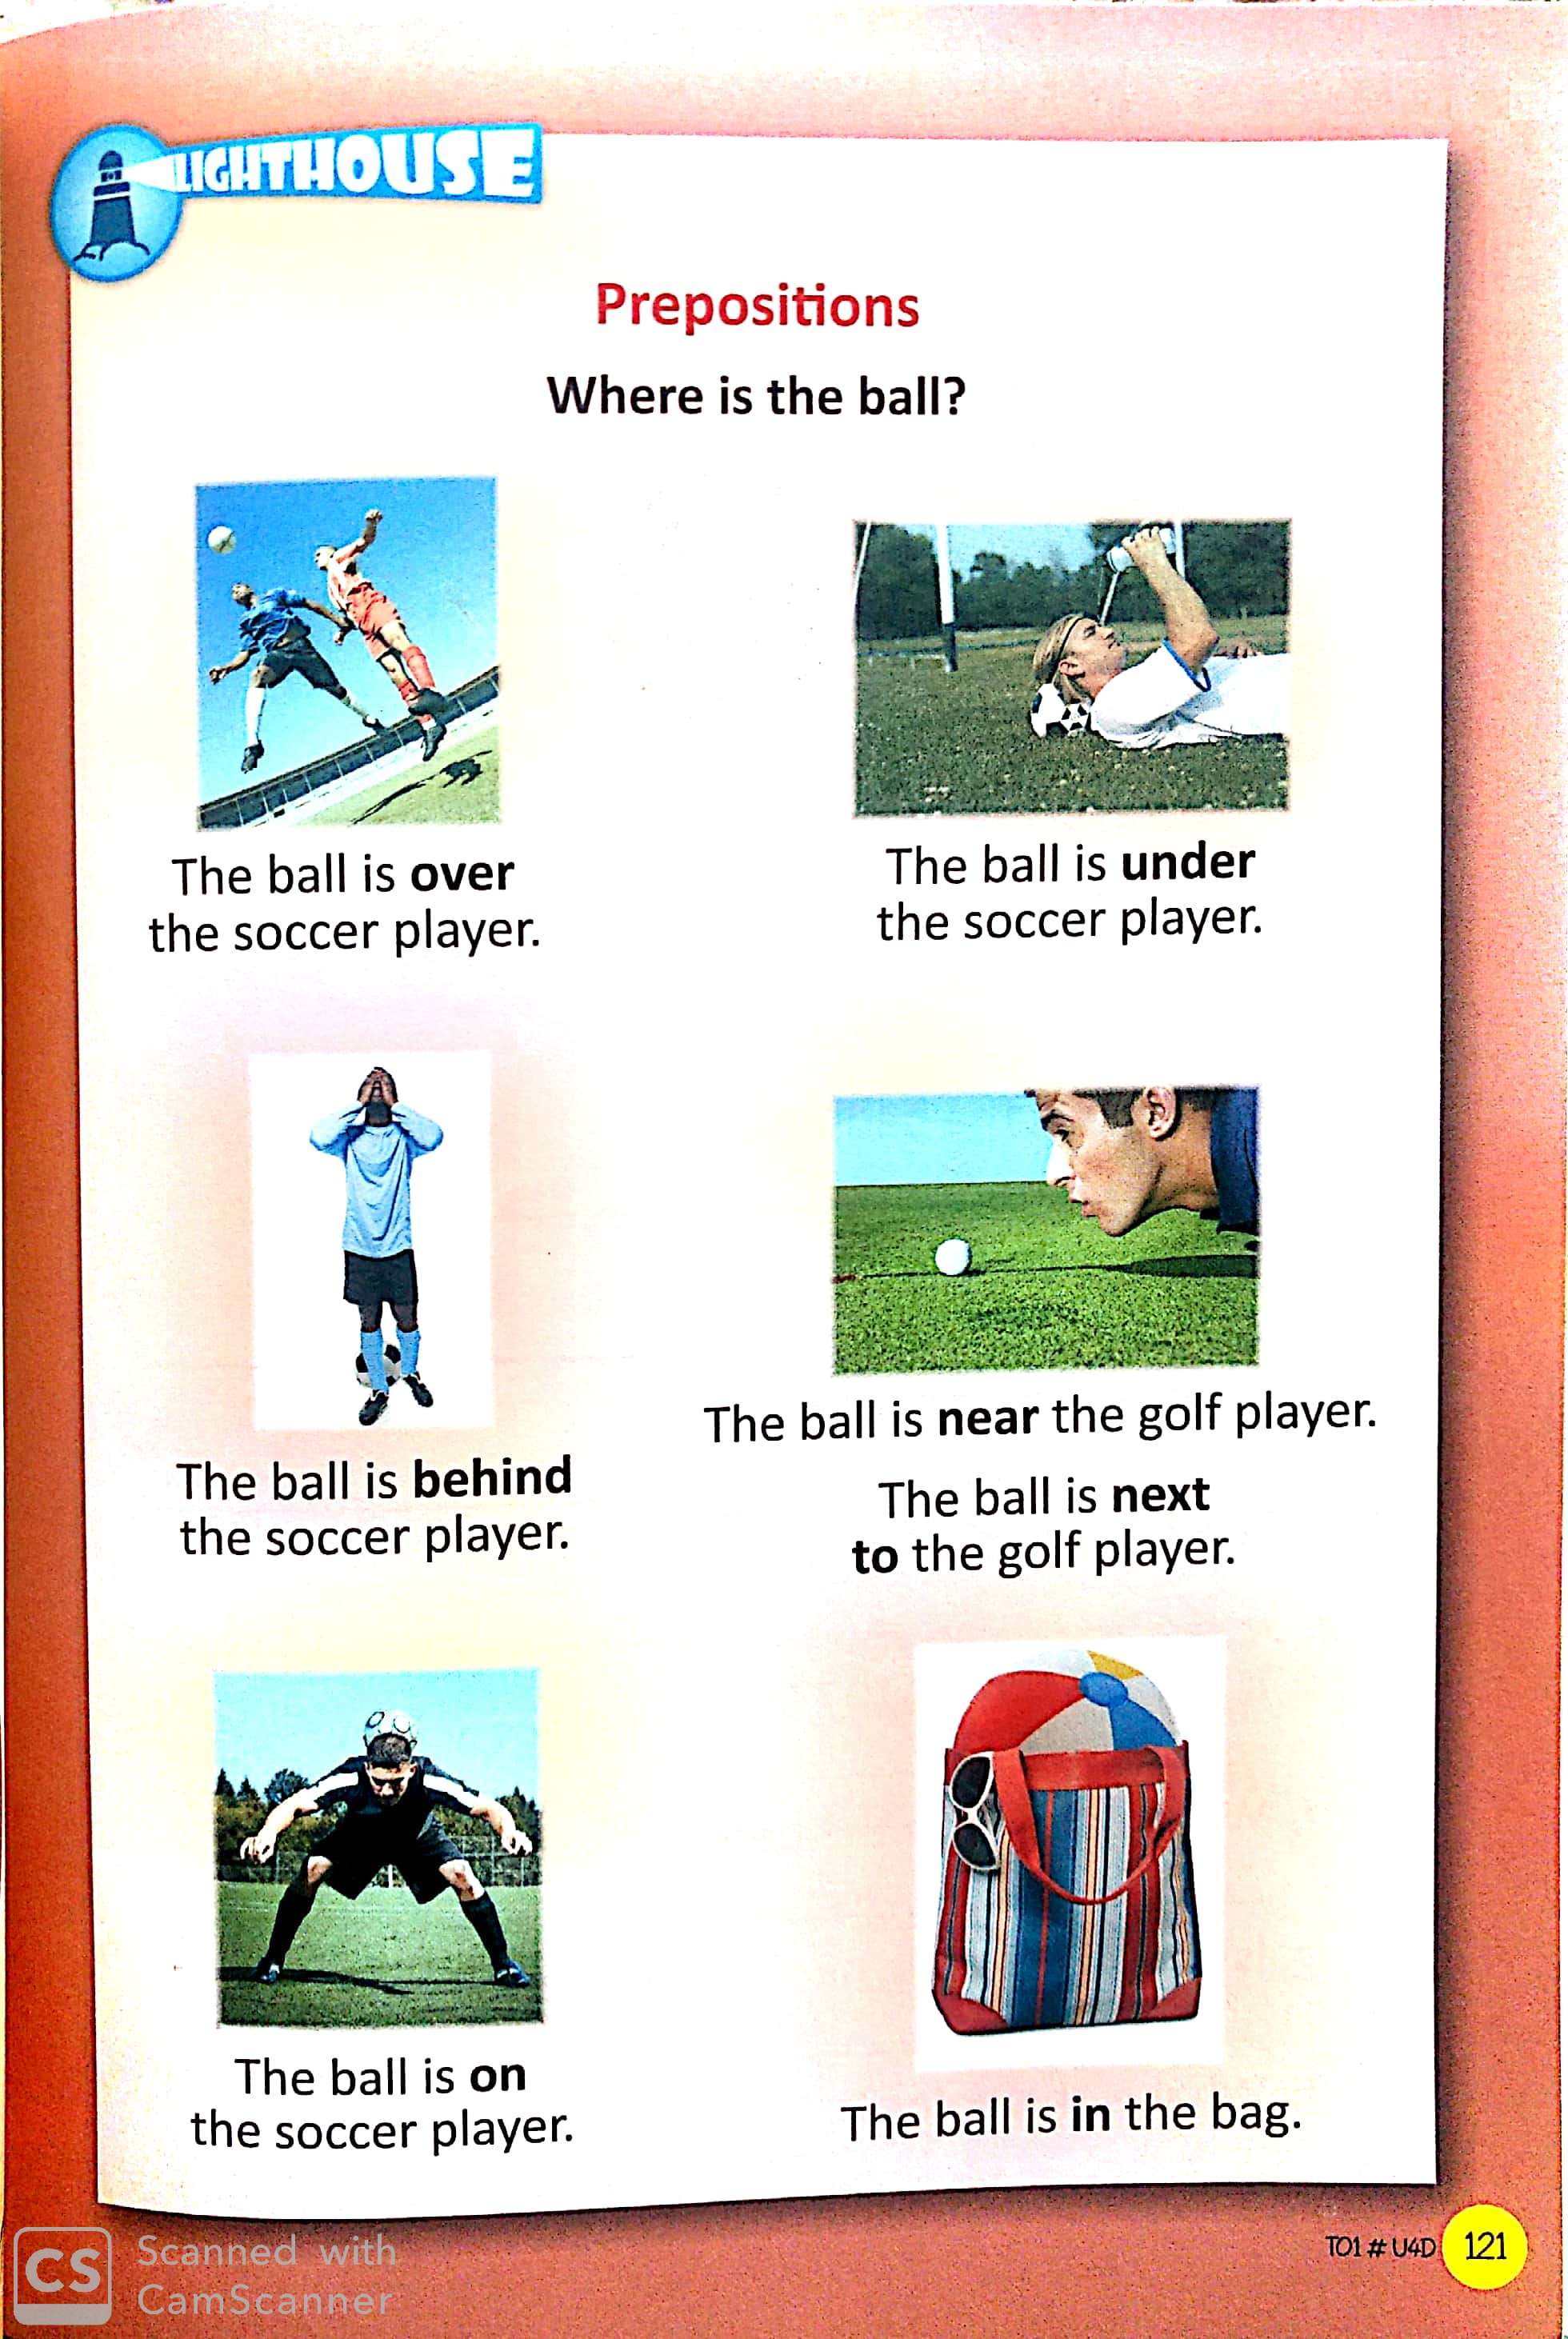 LIGHTHOUSE
Prepositions
Where is the ball?
The ball is over
the soccer player.
The ball is under
the soccer player.
The ball is behind
the soccer player.
The ball is near the golf player.
The ball is next
to the golf player.
The ball is on
the soccer player.
The ball is in the bag.
TO1 # U4D 121
CS Scanned with
CamScanner